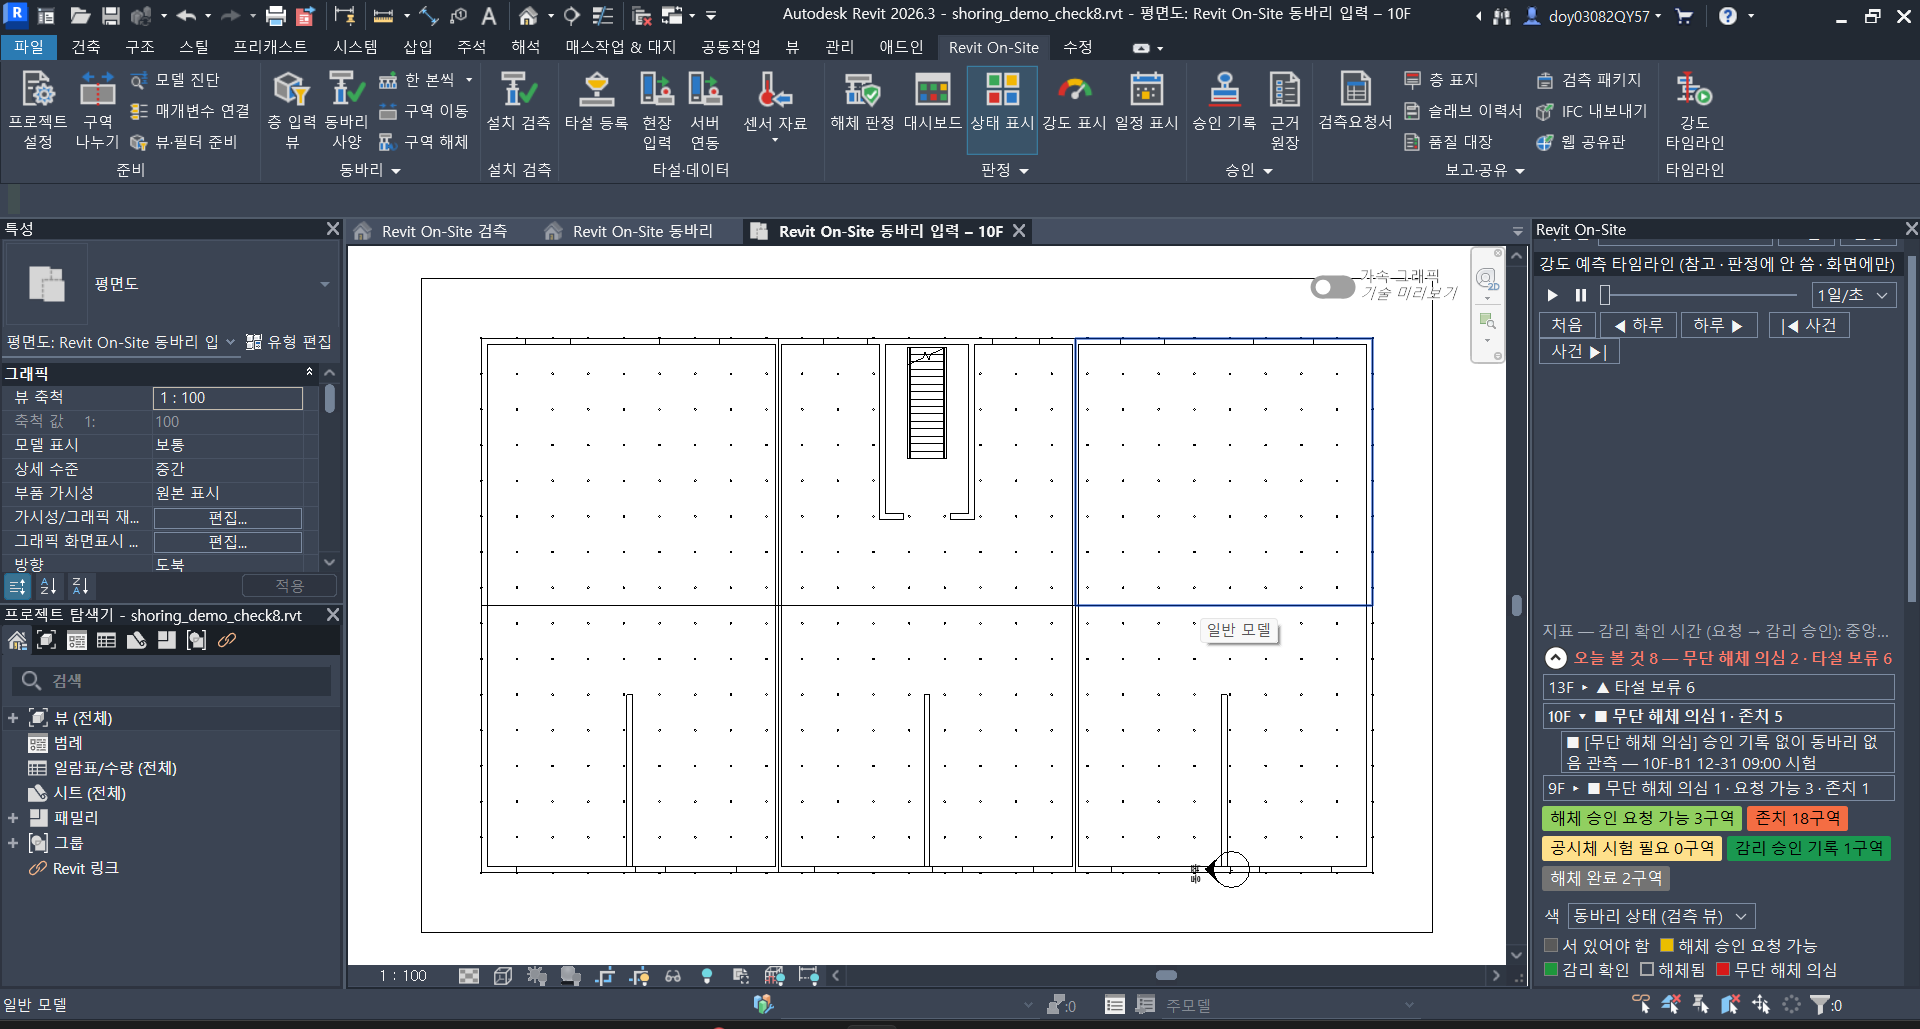 Autodesk Revit 2026.3 - shoring_demo_check8.rvt - 평면도: Revit On-Site 동바리 입력 – 10F
doy03082QY57
파일 건축 구조 스틸 프리캐스트 시스템 삽입 주석 해석 매스작업 & 대지 공동작업 뷰 관리 애드인 Revit On-Site 수정
프로젝트 설정
구역 나누기
모델 진단
매개변수 연결
뷰·필터 준비
준비
층 입력 뷰
동바리 사양
한 본씩
구역 이동
구역 해체
동바리
설치 검측
설치 검측
타설 등록
현장 입력
서버 연동
센서 자료
타설·데이터
해체 판정
대시보드
상태 표시
강도 표시
일정 표시
판정
승인 기록
근거 원장
승인
검측요청서
층 표지
슬래브 이력서
품질 대장
검측 패키지
IFC 내보내기
웹 공유판
보고·공유
강도 타임라인
타임라인
특성
평면도
평면도: Revit On-Site 동바리 입
유형 편집
그래픽
뷰 축척 1 : 100
축척 값 1: 100
모델 표시 보통
상세 수준 중간
부품 가시성 원본 표시
가시성/그래픽 재... 편집...
그래픽 화면표시 ... 편집...
방향 도북
적용
프로젝트 탐색기 - shoring_demo_check8.rvt
검색
뷰 (전체)
범례
일람표/수량 (전체)
시트 (전체)
패밀리
그룹
Revit 링크
일반 모델
Revit On-Site 검측
Revit On-Site 동바리
Revit On-Site 동바리 입력 – 10F
가속 그래픽
기술 미리보기
2D
일반 모델
1 : 100
:0
주모델
:0
Revit On-Site
강도 예측 타임라인 (참고 · 판정에 안 씀 · 화면에만)
1일/초
처음 ◀ 하루 하루 ▶ |◀ 사건
사건 ▶|
지표 — 감리 확인 시간 (요청 → 감리 승인): 중앙...
오늘 볼 것 8 — 무단 해체 의심 2 · 타설 보류 6
13F ▸ ▲ 타설 보류 6
10F ▾ ■ 무단 해체 의심 1 · 존치 5
■ [무단 해체 의심] 승인 기록 없이 동바리 없
음 관측 — 10F-B1 12-31 09:00 시험
9F ▸ ■ 무단 해체 의심 1 · 요청 가능 3 · 존치 1
해체 승인 요청 가능 3구역 존치 18구역
공시체 시험 필요 0구역 감리 승인 기록 1구역
해체 완료 2구역
색 동바리 상태 (검측 뷰)
서 있어야 함 해체 승인 요청 가능
감리 확인 해체됨 무단 해체 의심